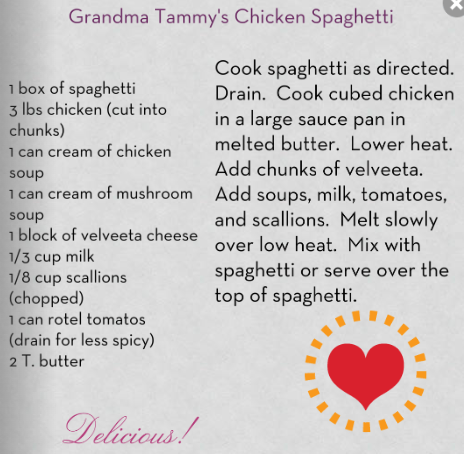 Grandma Tammy's Chicken Spaghetti
1 box of spaghetti
3 lbs chicken (cut into
chunks)
1 can cream of chicken
soup
1 can cream of mushroom
soup
1 block of velveeta cheese
1/3 cup milk
1/8 cup scallions
(chopped)
1 can rotel tomatos
(drain for less spicy)
2 T. butter
Cook spaghetti as directed.
Drain. Cook cubed chicken
in a large sauce pan in
melted butter. Lower heat.
Add chunks of velveeta.
Add soups, milk, tomatoes,
and scallions. Melt slowly
over low heat. Mix with
spaghetti or serve over the
top of spaghetti.
Delicious!